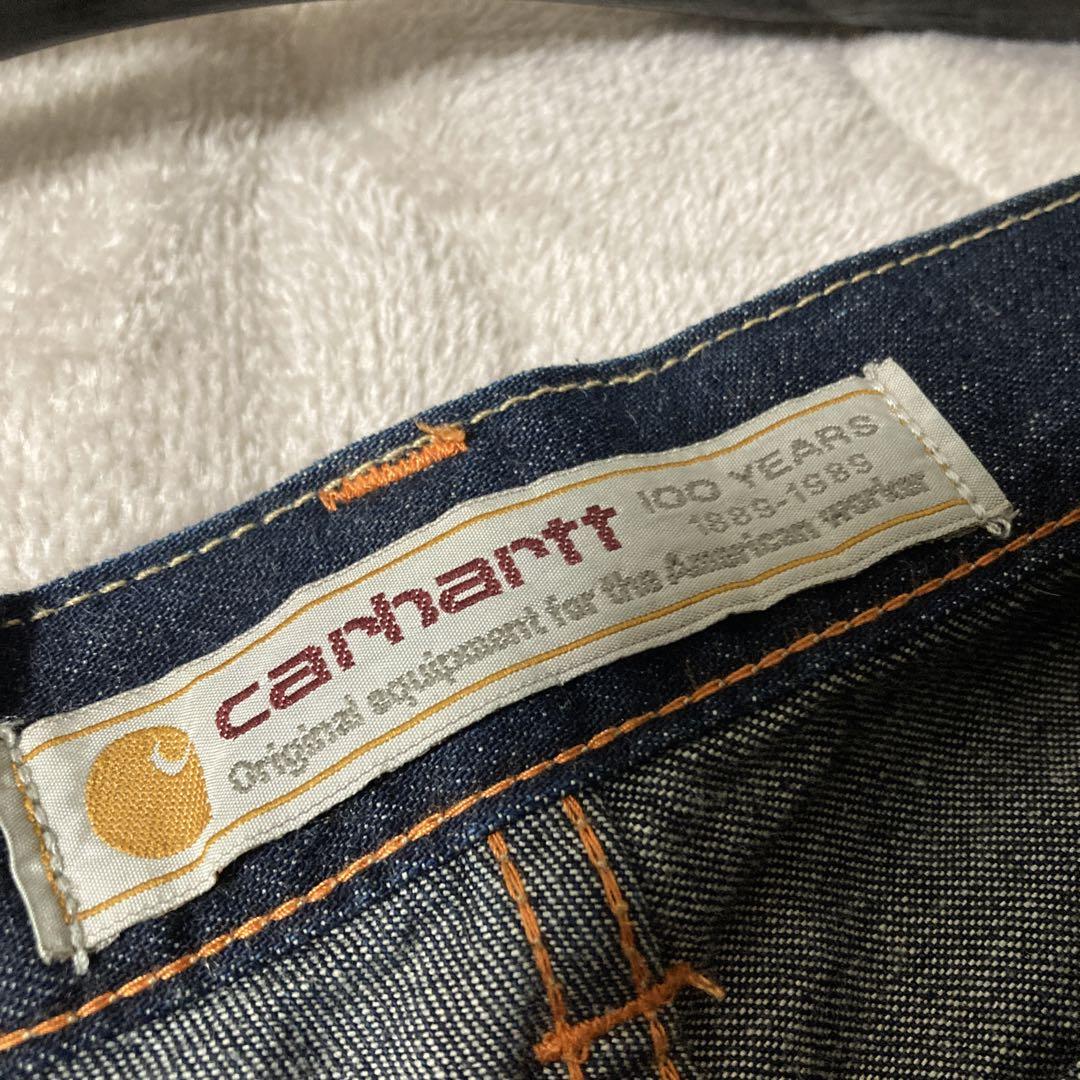 carhartt
100 YEARS
1889-1989
Original equipment for the American worker